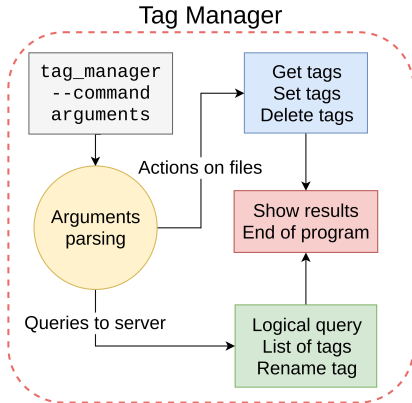 Tag Manager
tag_manager
--command
arguments
Get tags
Set tags
Delete tags
Actions on files
Arguments
parsing
Show results
End of program
Queries to server
Logical query
List of tags
Rename tag